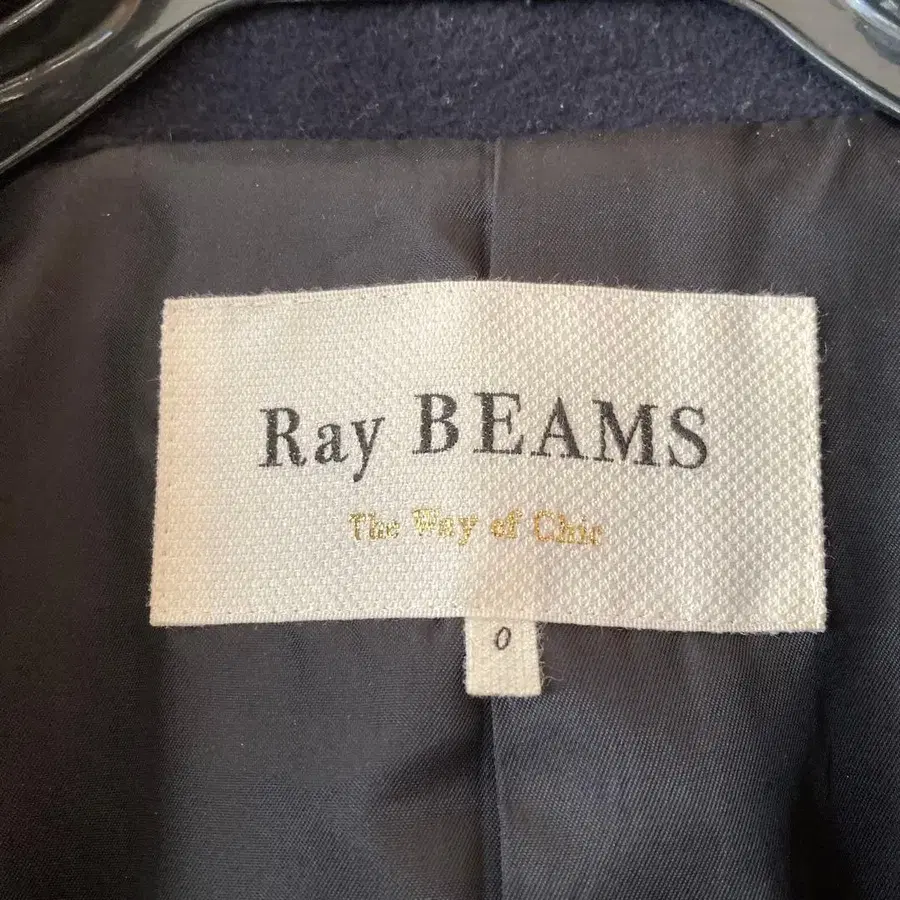 Ray BEAMS
The Way of Chic
0